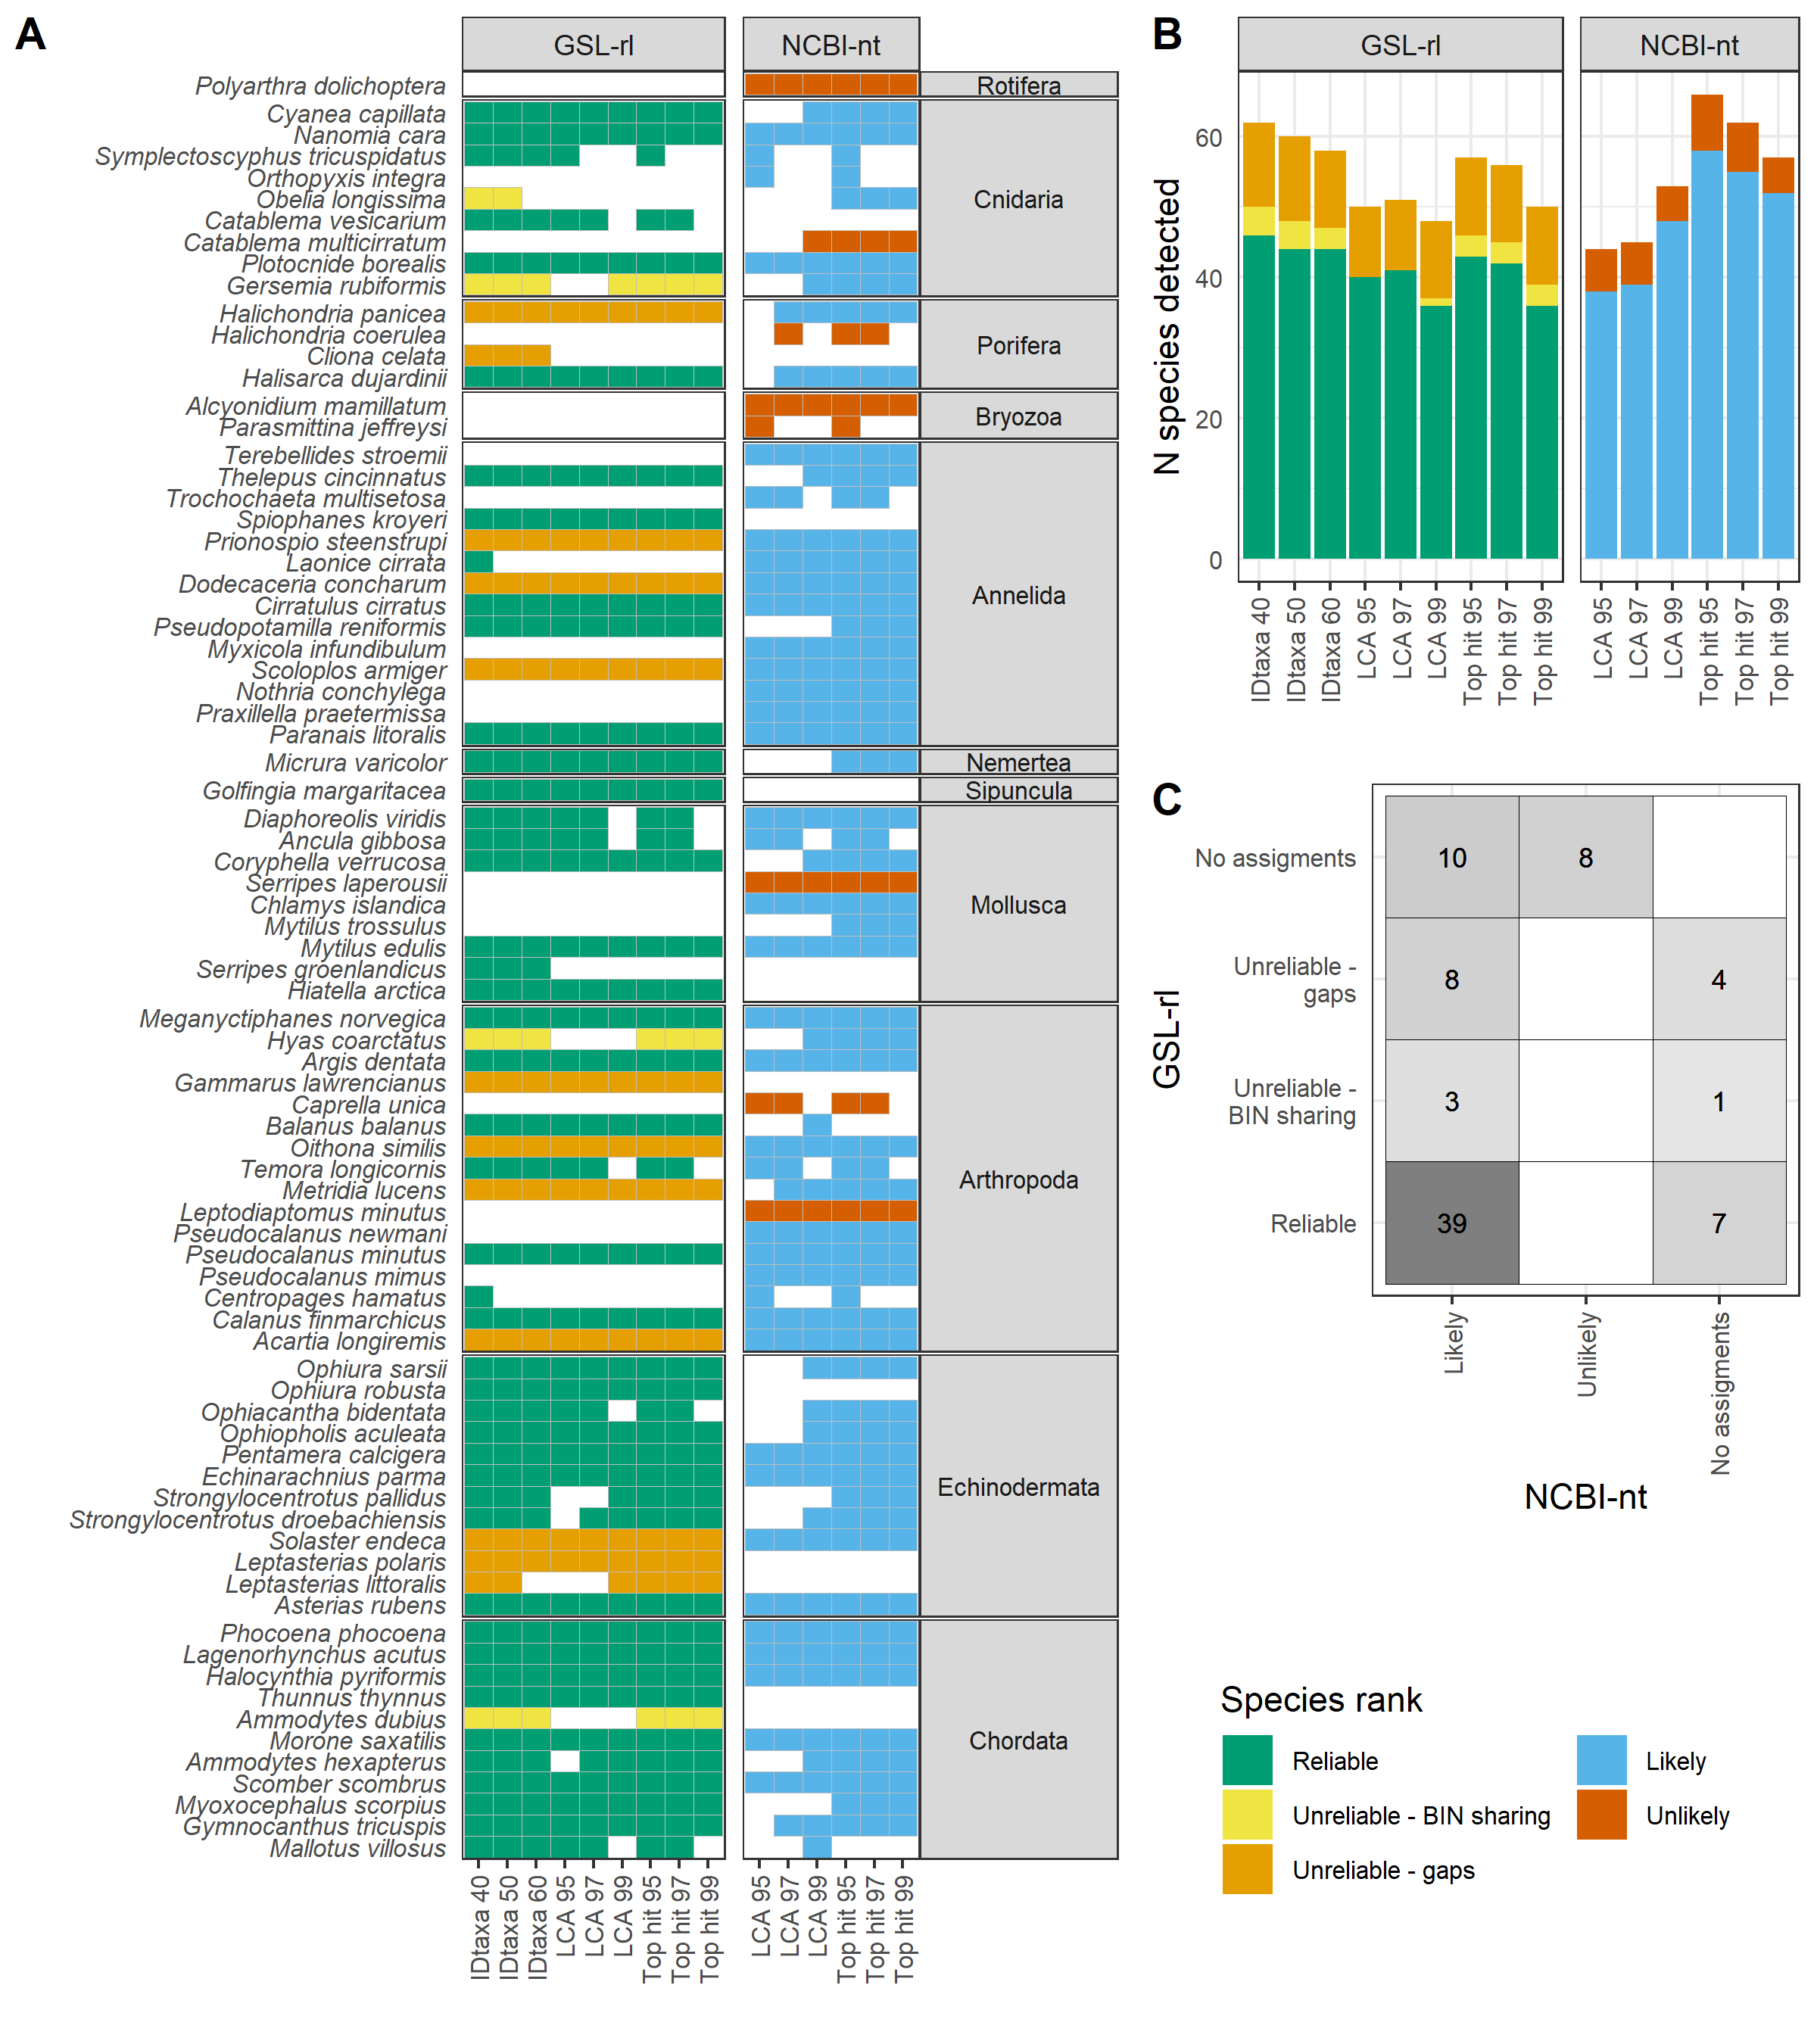 A
GSL-rl
NCBI-nt
Polyarthra dolichoptera
Rotifera
Cyanea capillata
Nanomia cara
Symplectoscyphus tricuspidatus
Orthopyxis integra
Obelia longissima
Catablema vesicarium
Catablema multicirratum
Plotocnide borealis
Gersemia rubiformis
Cnidaria
Halichondria panicea
Halichondria coerulea
Cliona celata
Halisarca dujardinii
Porifera
Alcyonidium mamillatum
Parasmittina jeffreysi
Bryozoa
Terebellides stroemii
Thelepus cincinnatus
Trochochaeta multisetosa
Spiophanes kroyeri
Prionospio steenstrupi
Laonice cirrata
Dodecaceria concharum
Cirratulus cirratus
Pseudopotamilla reniformis
Myxicola infundibulum
Scoloplos armiger
Nothria conchylega
Praxillella praetermissa
Paranais litoralis
Annelida
Micrura varicolor
Nemertea
Golfingia margaritacea
Sipuncula
Diaphoreolis viridis
Ancula gibbosa
Coryphella verrucosa
Serripes laperousii
Chlamys islandica
Mytilus trossulus
Mytilus edulis
Serripes groenlandicus
Hiatella arctica
Mollusca
Meganyctiphanes norvegica
Hyas coarctatus
Argis dentata
Gammarus lawrencianus
Caprella unica
Balanus balanus
Oithona similis
Temora longicornis
Metridia lucens
Leptodiaptomus minutus
Pseudocalanus newmani
Pseudocalanus minutus
Pseudocalanus mimus
Centropages hamatus
Calanus finmarchicus
Acartia longiremis
Arthropoda
Ophiura sarsii
Ophiura robusta
Ophiacantha bidentata
Ophiopholis aculeata
Pentamera calcigera
Echinarachnius parma
Strongylocentrotus pallidus
Strongylocentrotus droebachiensis
Solaster endeca
Leptasterias polaris
Leptasterias littoralis
Asterias rubens
Echinodermata
Phocoena phocoena
Lagenorhynchus acutus
Halocynthia pyriformis
Thunnus thynnus
Ammodytes dubius
Morone saxatilis
Ammodytes hexapterus
Scomber scombrus
Myoxocephalus scorpius
Gymnocanthus tricuspis
Mallotus villosus
Chordata
IDtaxa 40
IDtaxa 50
IDtaxa 60
LCA 95
LCA 97
LCA 99
Top hit 95
Top hit 97
Top hit 99
LCA 95
LCA 97
LCA 99
Top hit 95
Top hit 97
Top hit 99
B
GSL-rl
NCBI-nt
N species detected
60
40
20
0
IDtaxa 40
IDtaxa 50
IDtaxa 60
LCA 95
LCA 97
LCA 99
Top hit 95
Top hit 97
Top hit 99
LCA 95
LCA 97
LCA 99
Top hit 95
Top hit 97
Top hit 99
C
GSL-rl
No assigments
10
8
Unreliable -
gaps
8
4
Unreliable -
BIN sharing
3
1
Reliable
39
7
Likely
Unlikely
No assigments
NCBI-nt
Species rank
Reliable
Unreliable - BIN sharing
Unreliable - gaps
Likely
Unlikely